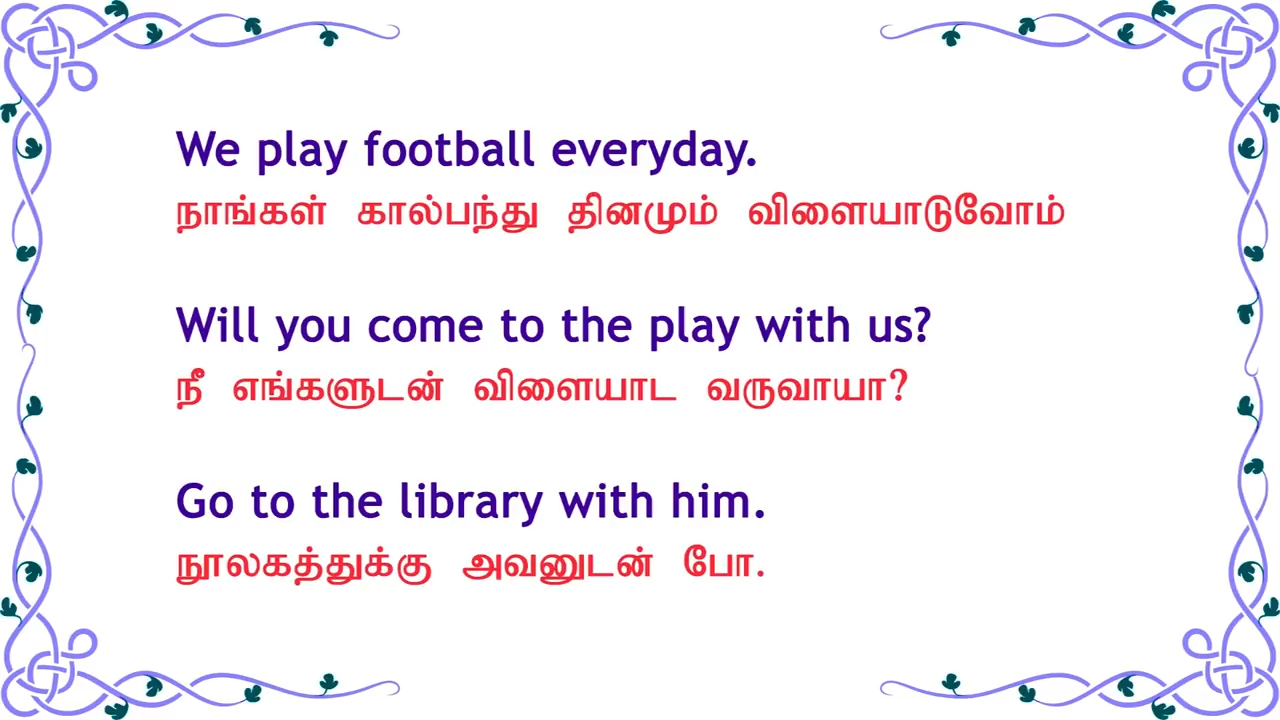 We play football everyday.
நாங்கள் கால்பந்து தினமும் விளையாடுவோம்
Will you come to the play with us?
நீ எங்களுடன் விளையாட வருவாயா?
Go to the library with him.
நூலகத்துக்கு அவனுடன் போ.